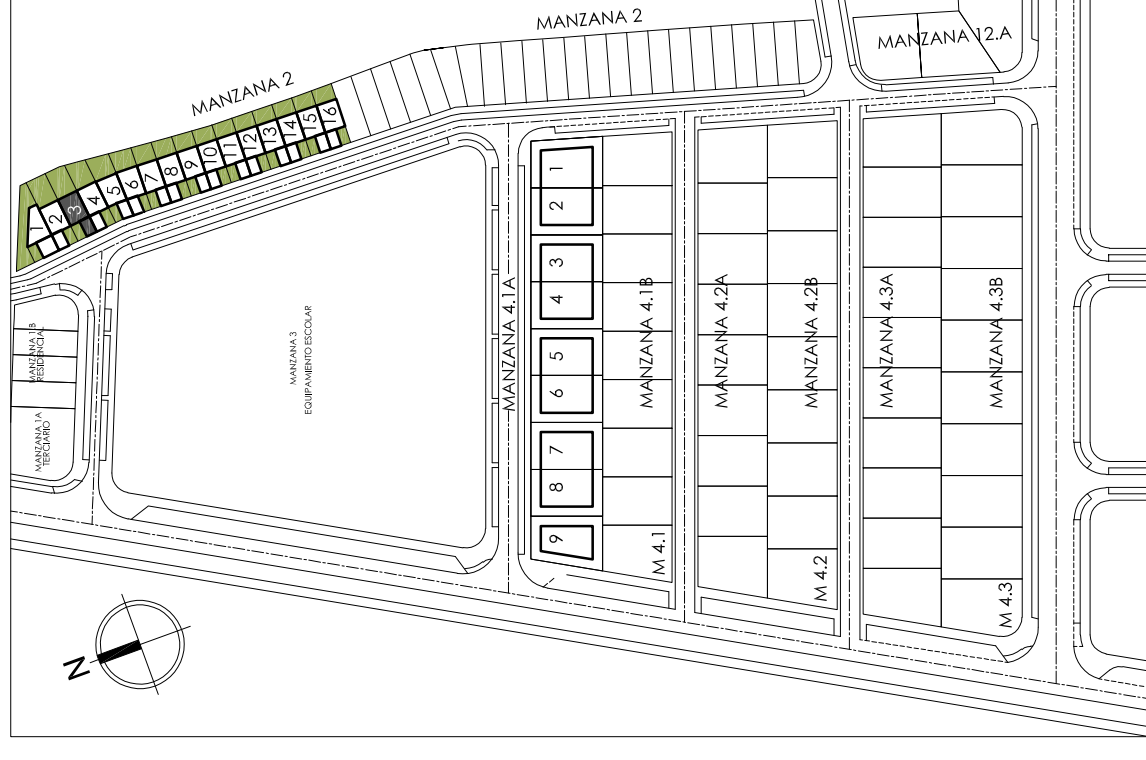 MANZANA 2
MANZANA 12.A
MANZANA 2
1
2
3
4
5
6
7
8
9
10
11
12
13
14
15
16
MANZANA 1B
RESIDENCIAL
MANZANA 1A
TERCIARIO
MANZANA 3
EQUIPAMIENTO ESCOLAR
MANZANA 4.1A
1
2
3
4
5
6
7
8
9
MANZANA 4.1B
MANZANA 4.2A
MANZANA 4.2B
MANZANA 4.3A
MANZANA 4.3B
M 4.1
M 4.2
M 4.3
N